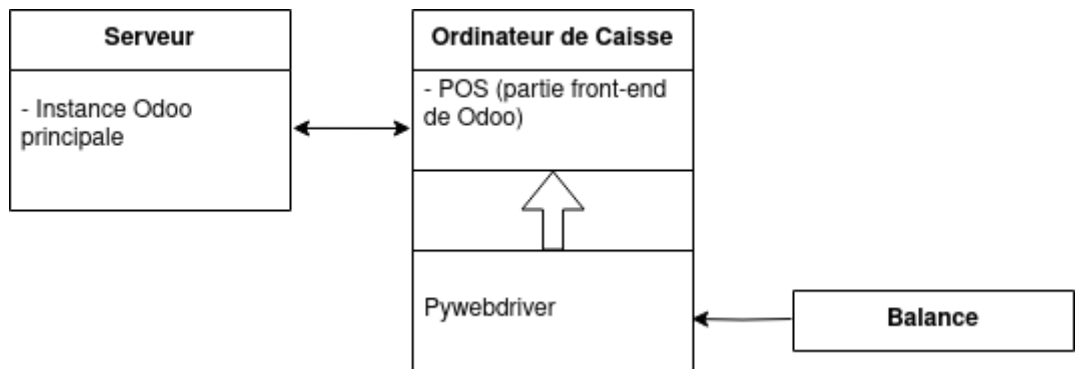 Serveur
- Instance Odoo
principale
Ordinateur de Caisse
- POS (partie front-end
de Odoo)
Pywebdriver
Balance